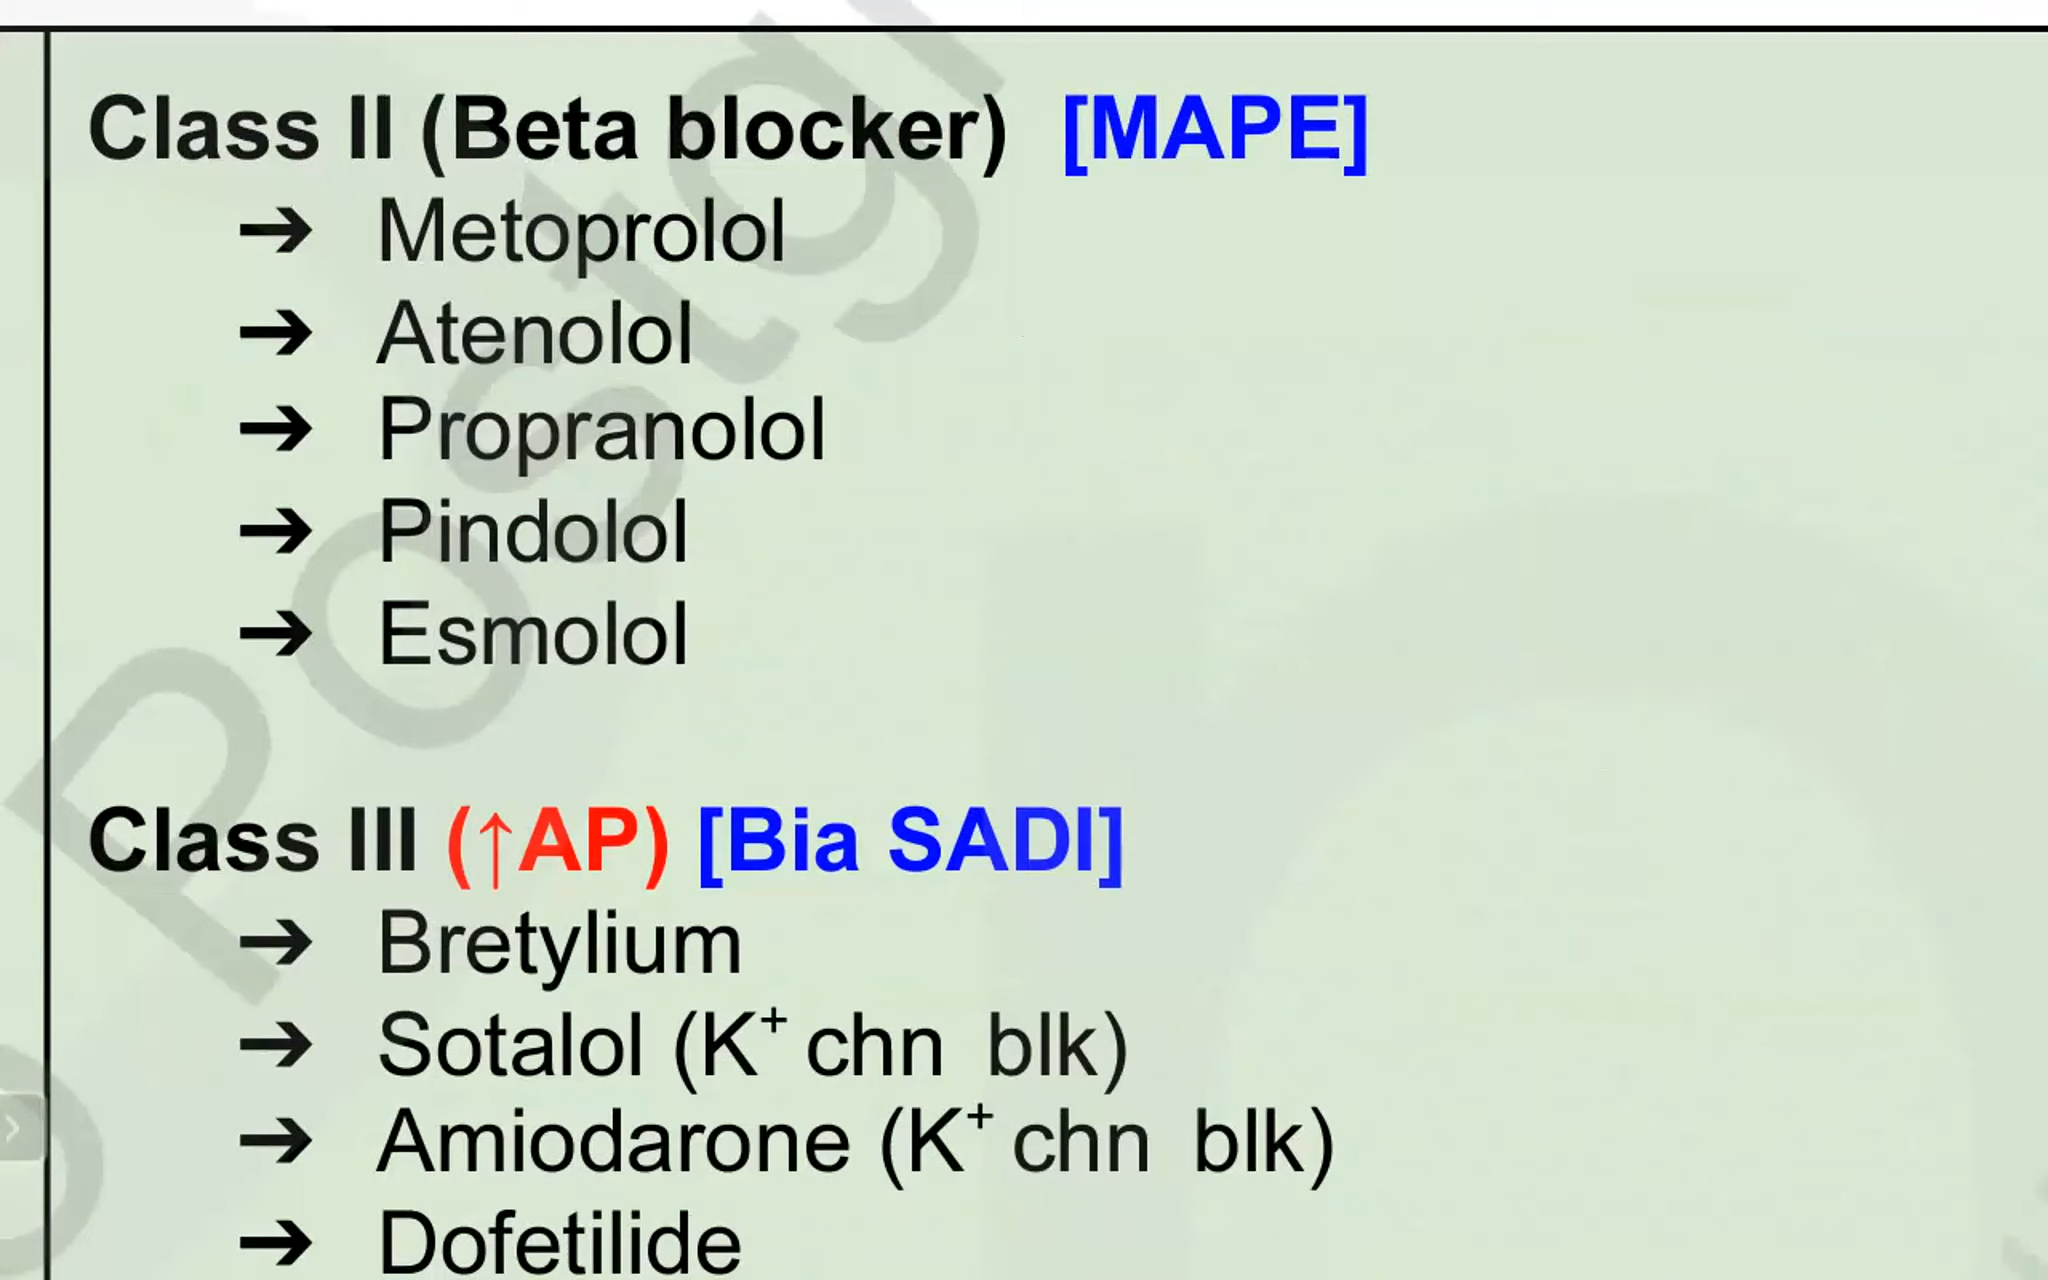 Class II (Beta blocker) [MAPE]
➔ Metoprolol
➔ Atenolol
➔ Propranolol
➔ Pindolol
➔ Esmolol
Class III (↑AP) [Bia SADI]
➔ Bretylium
➔ Sotalol (K⁺ chn blk)
➔ Amiodarone (K⁺ chn blk)
➔ Dofetilide